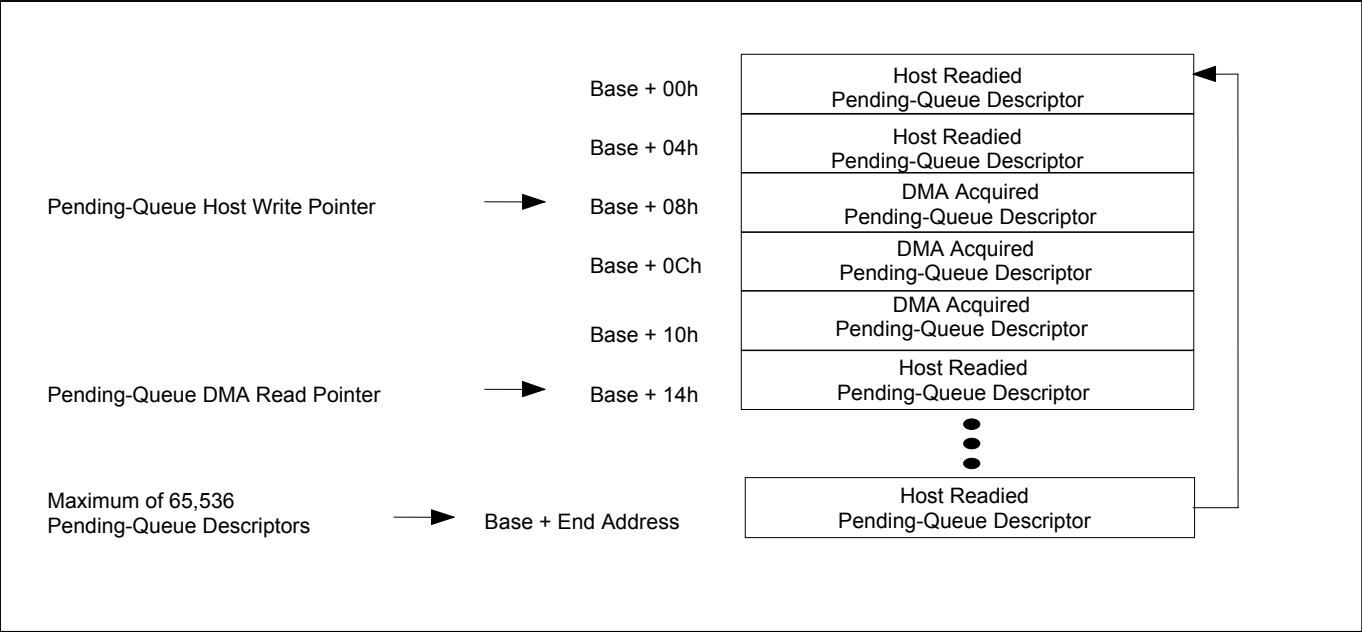 Base + 00h
Host Readied
Pending-Queue Descriptor
Base + 04h
Host Readied
Pending-Queue Descriptor
Pending-Queue Host Write Pointer
Base + 08h
DMA Acquired
Pending-Queue Descriptor
Base + 0Ch
DMA Acquired
Pending-Queue Descriptor
Base + 10h
DMA Acquired
Pending-Queue Descriptor
Pending-Queue DMA Read Pointer
Base + 14h
Host Readied
Pending-Queue Descriptor
Maximum of 65,536
Pending-Queue Descriptors
Base + End Address
Host Readied
Pending-Queue Descriptor